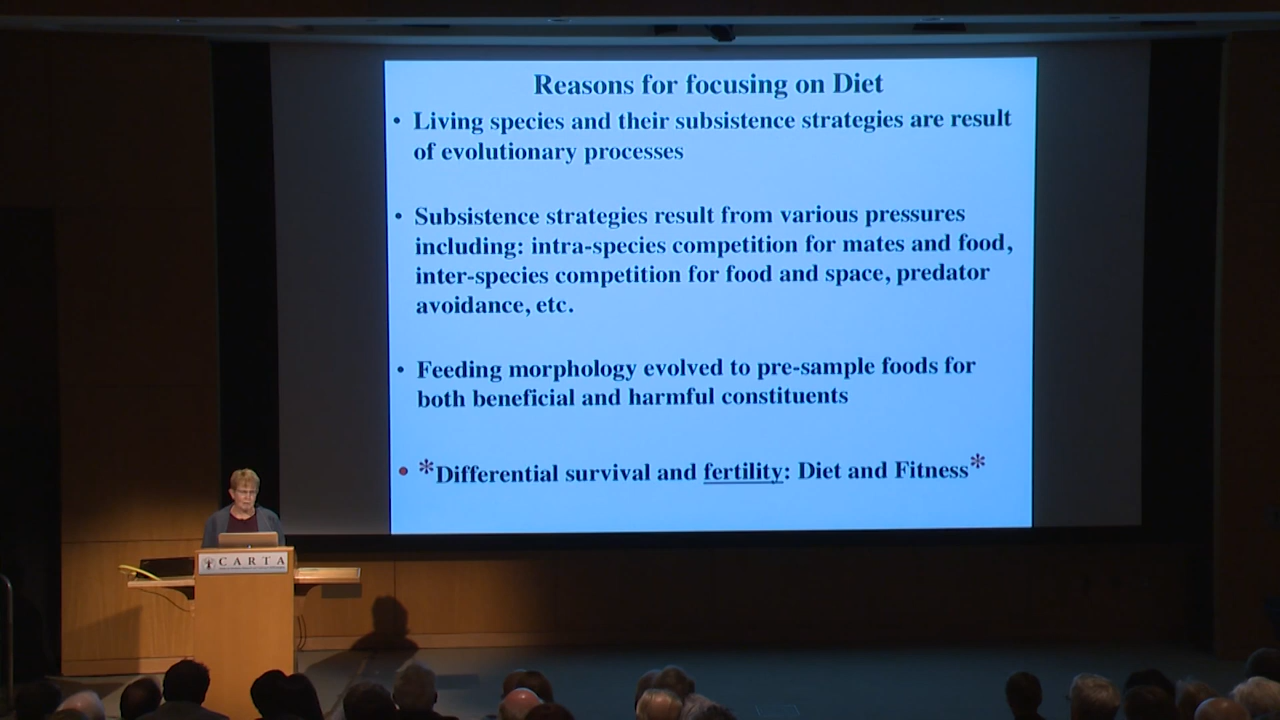 Reasons for focusing on Diet
• Living species and their subsistence strategies are result
of evolutionary processes
• Subsistence strategies result from various pressures
including: intra-species competition for mates and food,
inter-species competition for food and space, predator
avoidance, etc.
• Feeding morphology evolved to pre-sample foods for
both beneficial and harmful constituents
• *Differential survival and fertility: Diet and Fitness*
CARTA